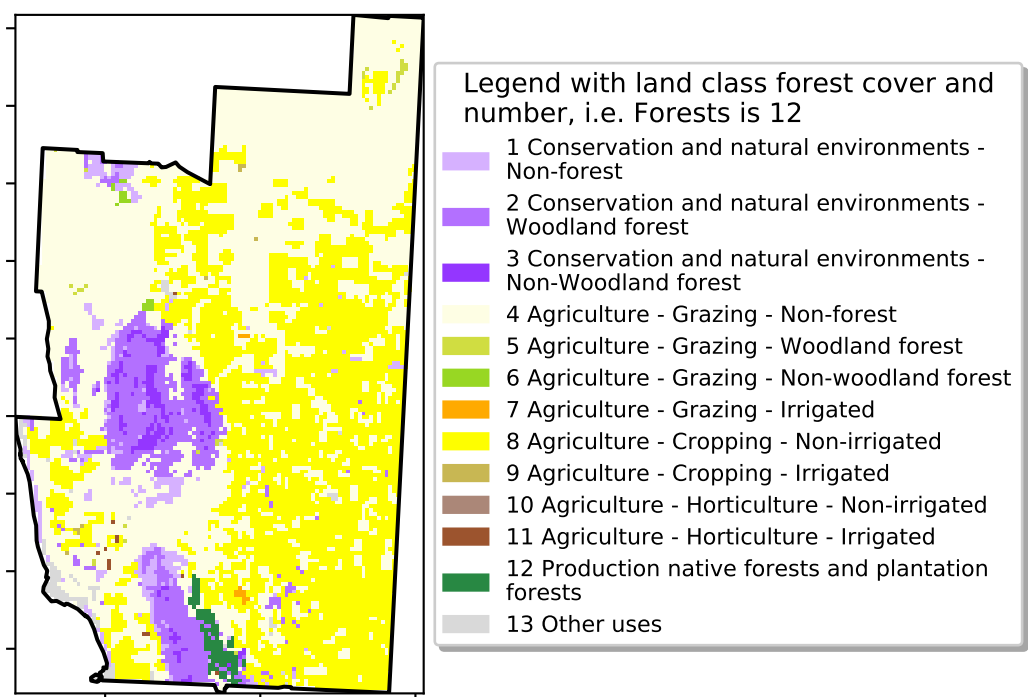 Legend with land class forest cover and
number, i.e. Forests is 12
1 Conservation and natural environments -
Non-forest
2 Conservation and natural environments -
Woodland forest
3 Conservation and natural environments -
Non-Woodland forest
4 Agriculture - Grazing - Non-forest
5 Agriculture - Grazing - Woodland forest
6 Agriculture - Grazing - Non-woodland forest
7 Agriculture - Grazing - Irrigated
8 Agriculture - Cropping - Non-irrigated
9 Agriculture - Cropping - Irrigated
10 Agriculture - Horticulture - Non-irrigated
11 Agriculture - Horticulture - Irrigated
12 Production native forests and plantation
forests
13 Other uses